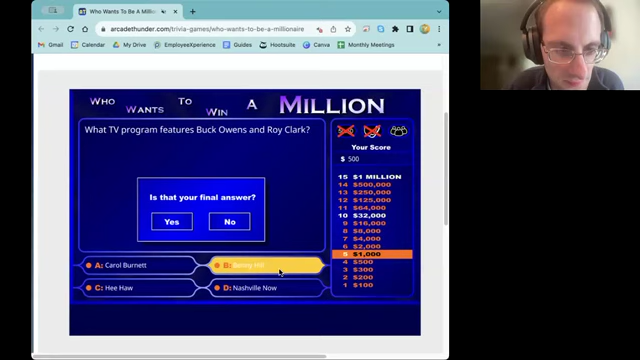 Who Wants To Be A Million
arcadethunder.com/trivia-games/who-wants-to-be-a-millionaire
Gmail
Calendar
My Drive
EmployeeExperience
Guides
Hootsuite
Monthly Meetings
WHO WANTS TO WIN A MILLION
What TV program features Buck Owens and Roy Clark?
Is that your final answer?
Yes
No
A: Carol Burnett
B: Benny Hill
C: Hee Haw
D: Nashville Now
Your Score
$ 500
15 $1 MILLION
14 $500,000
13 $250,000
12 $125,000
11 $64,000
10 $32,000
9 $16,000
8 $8,000
7 $4,000
6 $2,000
5 $1,000
4 $500
3 $300
2 $200
1 $100